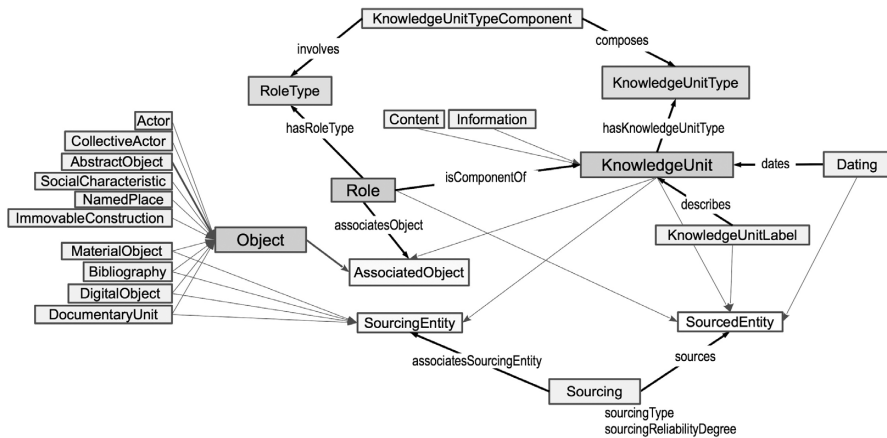 KnowledgeUnitTypeComponent
involves
composes
RoleType
KnowledgeUnitType
hasRoleType
Content
Information
hasKnowledgeUnitType
Actor
CollectiveActor
AbstractObject
SocialCharacteristic
NamedPlace
ImmovableConstruction
Role
isComponentOf
KnowledgeUnit
dates
Dating
describes
associatesObject
KnowledgeUnitLabel
Object
MaterialObject
Bibliography
DigitalObject
DocumentaryUnit
AssociatedObject
SourcingEntity
SourcedEntity
associatesSourcingEntity
sources
Sourcing
sourcingType
sourcingReliabilityDegree